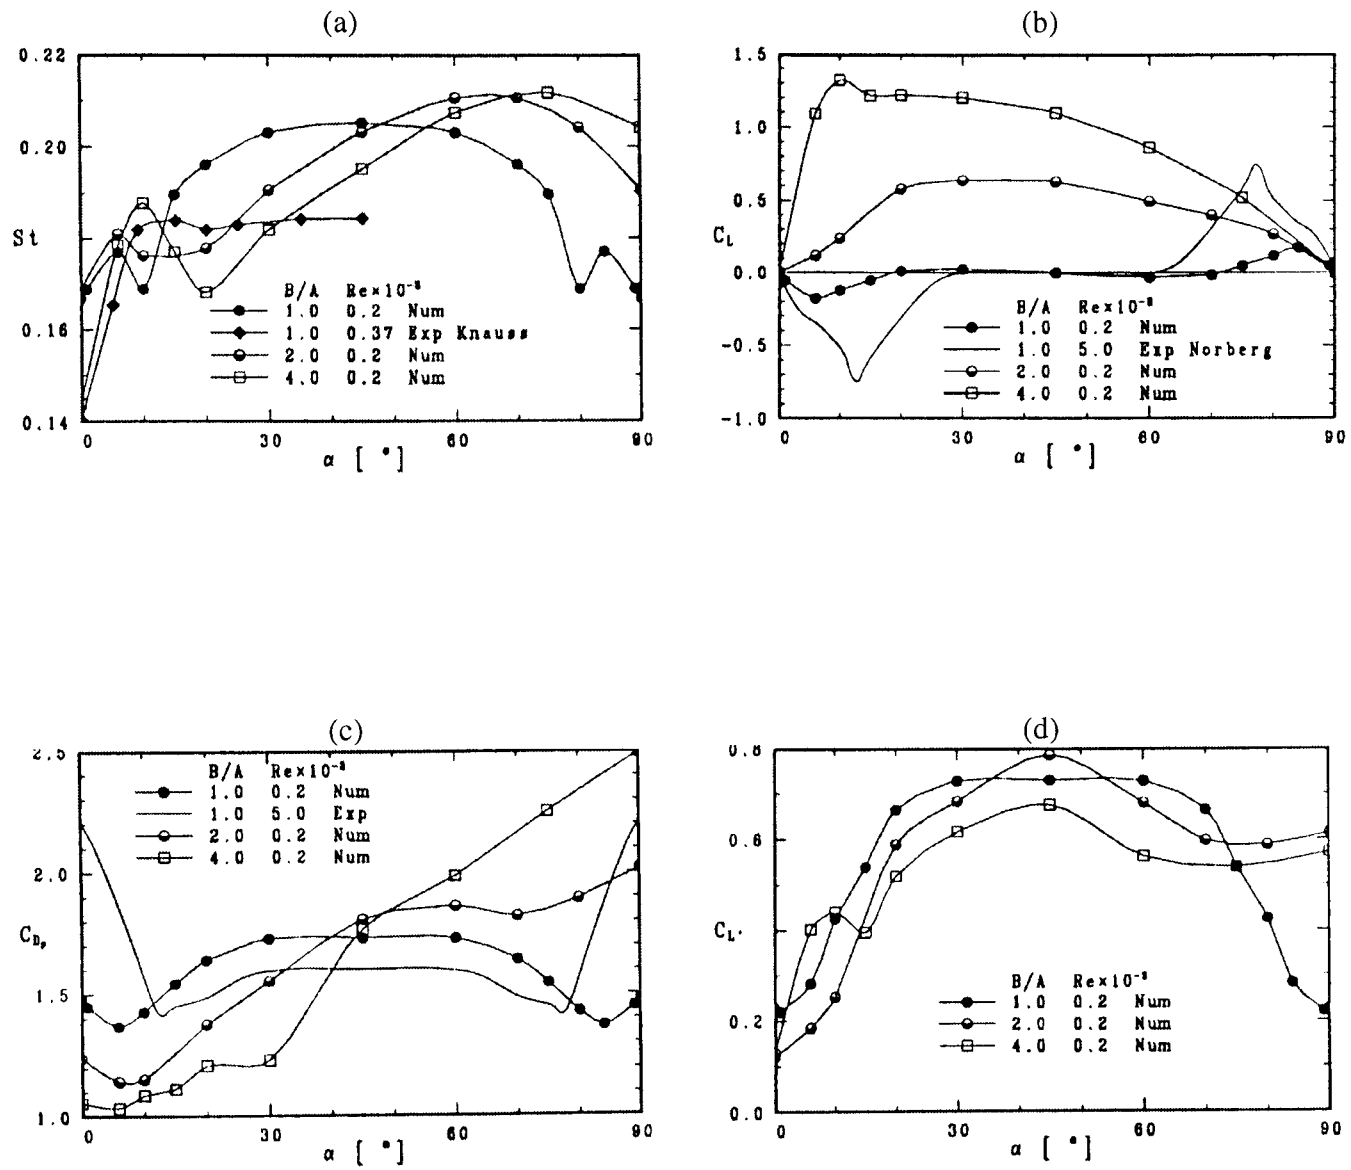 (a)
0.22
0.20
St
0.16
0.14
B/A Re×10⁻³
1.0 0.2 Num
1.0 0.37 Exp Knauss
2.0 0.2 Num
4.0 0.2 Num
0 30 60 90
α [ ° ]
(b)
1.5
1.0
0.5
C_L
0.0
-0.5
-1.0
B/A Re×10⁻³
1.0 0.2 Num
1.0 5.0 Exp Norberg
2.0 0.2 Num
4.0 0.2 Num
0 30 60 90
α [ ° ]
(c)
2.5
B/A Re×10⁻³
1.0 0.2 Num
1.0 5.0 Exp
2.0 0.2 Num
4.0 0.2 Num
2.0
C_Dp
1.5
1.0
0 30 60 90
α [ ° ]
(d)
0.8
0.6
C_L'
0.2
0.0
B/A Re×10⁻³
1.0 0.2 Num
2.0 0.2 Num
4.0 0.2 Num
0 30 60 90
α [ ° ]